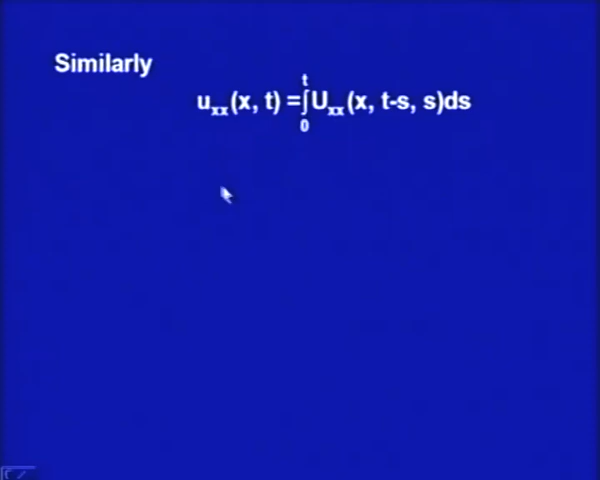 Similarly
uₓₓ(x, t) = ∫₀ᵗ Uₓₓ(x, t-s, s)ds